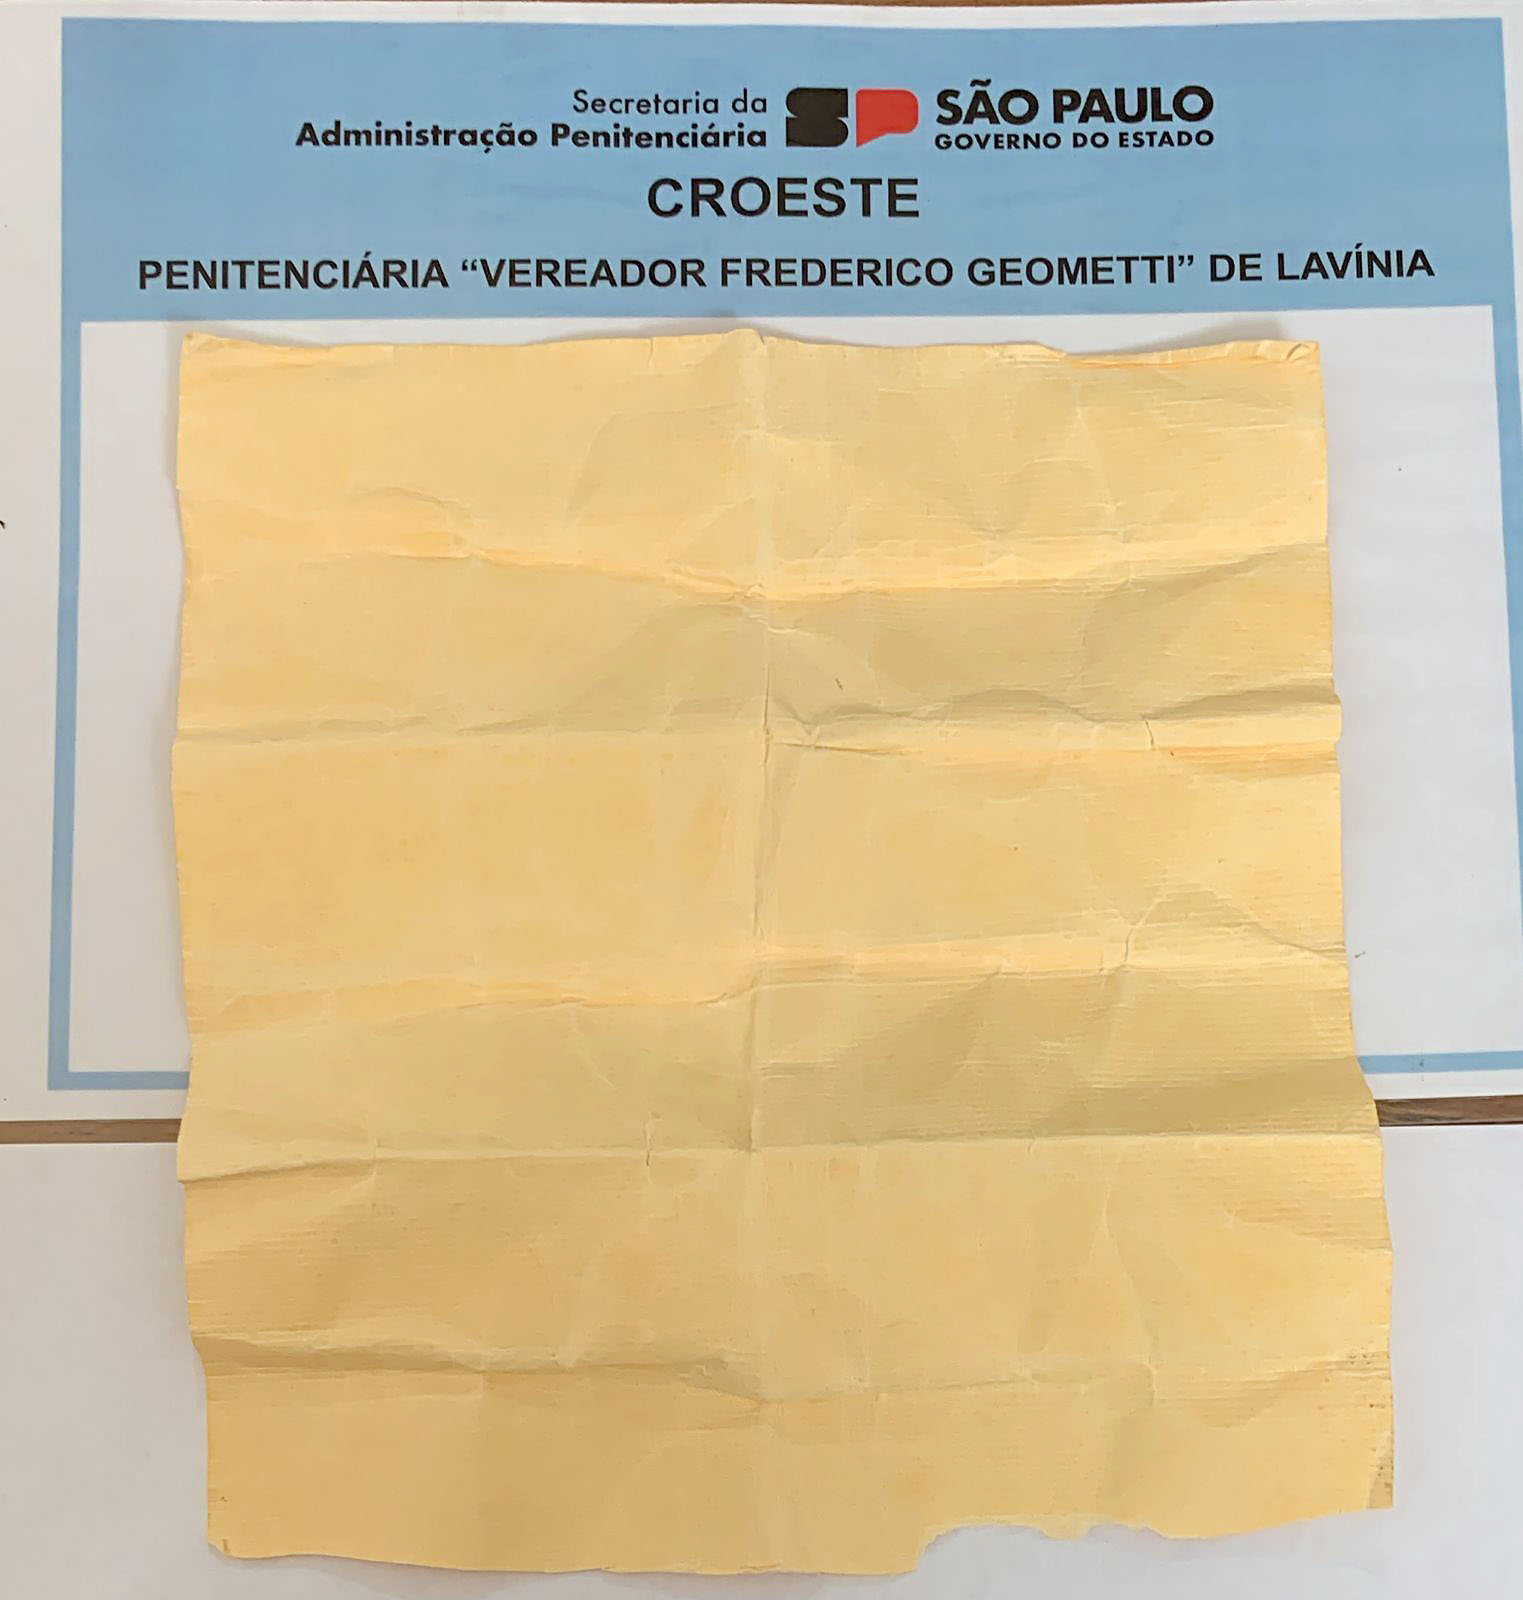 Secretaria da
Administração Penitenciária
SP
SÃO PAULO
GOVERNO DO ESTADO
CROESTE
PENITENCIÁRIA “VEREADOR FREDERICO GEOMETTI” DE LAVÍNIA